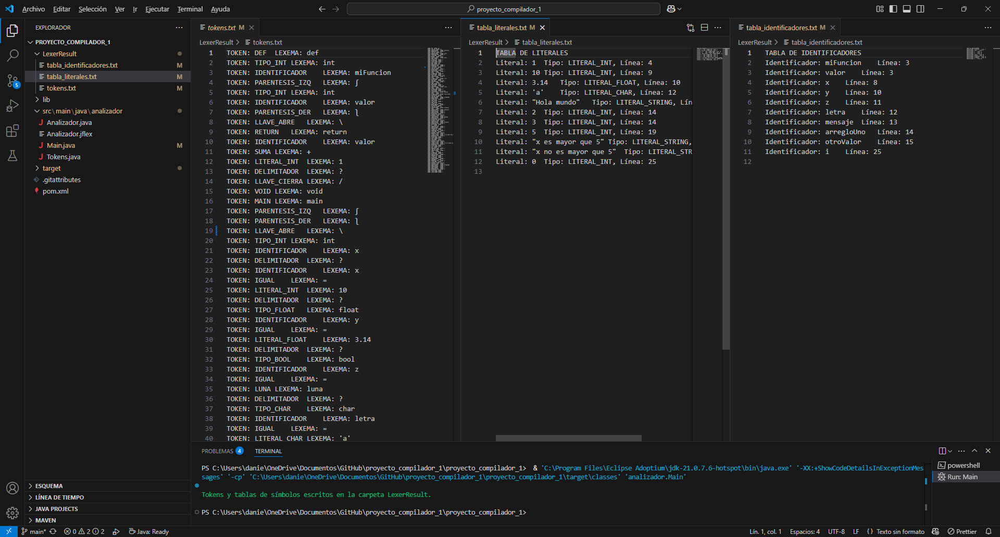 Archivo Editar Selección Ver Ir Ejecutar Terminal Ayuda
proyecto_compilador_1
EXPLORADOR
PROYECTO_COMPILADOR_1
LexerResult
tabla_identificadores.txt M
tabla_literales.txt M
tokens.txt M
lib
src\main\java\analizador
Analizador.java
Analizador.jflex
Main.java M
Tokens.java
target
.gitattributes
pom.xml
ESQUEMA
LÍNEA DE TIEMPO
JAVA PROJECTS
MAVEN
5
tokens.txt M
LexerResult > tokens.txt
1 TOKEN: DEF LEXEMA: def
2 TOKEN: TIPO_INT LEXEMA: int
3 TOKEN: IDENTIFICADOR LEXEMA: miFuncion
4 TOKEN: PARENTESIS_IZQ LEXEMA: ʃ
5 TOKEN: TIPO_INT LEXEMA: int
6 TOKEN: IDENTIFICADOR LEXEMA: valor
7 TOKEN: PARENTESIS_DER LEXEMA: ʅ
8 TOKEN: LLAVE_ABRE LEXEMA: \
9 TOKEN: RETURN LEXEMA: return
10 TOKEN: IDENTIFICADOR LEXEMA: valor
11 TOKEN: SUMA LEXEMA: +
12 TOKEN: LITERAL_INT LEXEMA: 1
13 TOKEN: DELIMITADOR LEXEMA: ?
14 TOKEN: LLAVE_CIERRA LEXEMA: /
15 TOKEN: VOID LEXEMA: void
16 TOKEN: MAIN LEXEMA: main
17 TOKEN: PARENTESIS_IZQ LEXEMA: ʃ
18 TOKEN: PARENTESIS_DER LEXEMA: ʅ
19 TOKEN: LLAVE_ABRE LEXEMA: \
20 TOKEN: TIPO_INT LEXEMA: int
21 TOKEN: IDENTIFICADOR LEXEMA: x
22 TOKEN: DELIMITADOR LEXEMA: ?
23 TOKEN: IDENTIFICADOR LEXEMA: x
24 TOKEN: IGUAL LEXEMA: =
25 TOKEN: LITERAL_INT LEXEMA: 10
26 TOKEN: DELIMITADOR LEXEMA: ?
27 TOKEN: TIPO_FLOAT LEXEMA: float
28 TOKEN: IDENTIFICADOR LEXEMA: y
29 TOKEN: IGUAL LEXEMA: =
30 TOKEN: LITERAL_FLOAT LEXEMA: 3.14
31 TOKEN: DELIMITADOR LEXEMA: ?
32 TOKEN: TIPO_BOOL LEXEMA: bool
33 TOKEN: IDENTIFICADOR LEXEMA: z
34 TOKEN: IGUAL LEXEMA: =
35 TOKEN: LUNA LEXEMA: luna
36 TOKEN: DELIMITADOR LEXEMA: ?
37 TOKEN: TIPO_CHAR LEXEMA: char
38 TOKEN: IDENTIFICADOR LEXEMA: letra
39 TOKEN: IGUAL LEXEMA: =
40 TOKEN: LITERAL_CHAR LEXEMA: 'a'
tabla_literales.txt M
LexerResult > tabla_literales.txt
1 TABLA DE LITERALES
2 Literal: 1 Tipo: LITERAL_INT, Línea: 4
3 Literal: 10 Tipo: LITERAL_INT, Línea: 9
4 Literal: 3.14 Tipo: LITERAL_FLOAT, Línea: 10
5 Literal: 'a' Tipo: LITERAL_CHAR, Línea: 12
6 Literal: "Hola mundo" Tipo: LITERAL_STRING, Lín
7 Literal: 2 Tipo: LITERAL_INT, Línea: 14
8 Literal: 3 Tipo: LITERAL_INT, Línea: 14
9 Literal: 5 Tipo: LITERAL_INT, Línea: 19
10 Literal: "x es mayor que 5" Tipo: LITERAL_STRING,
11 Literal: "x no es mayor que 5" Tipo: LITERAL_STR
12 Literal: 0 Tipo: LITERAL_INT, Línea: 25
13
tabla_identificadores.txt M
LexerResult > tabla_identificadores.txt
1 TABLA DE IDENTIFICADORES
2 Identificador: miFuncion Línea: 3
3 Identificador: valor Línea: 3
4 Identificador: x Línea: 8
5 Identificador: y Línea: 10
6 Identificador: z Línea: 11
7 Identificador: letra Línea: 12
8 Identificador: mensaje Línea: 13
9 Identificador: arregloUno Línea: 14
10 Identificador: otroValor Línea: 15
11 Identificador: i Línea: 25
12
PROBLEMAS 4 TERMINAL
PS C:\Users\danie\OneDrive\Documentos\GitHub\proyecto_compilador_1\proyecto_compilador_1> & 'C:\Program Files\Eclipse Adoptium\jdk-21.0.7.6-hotspot\bin\java.exe' '-XX:+ShowCodeDetailsInExceptionMes
sages' '-cp' 'C:\Users\danie\OneDrive\Documentos\GitHub\proyecto_compilador_1\proyecto_compilador_1\target\classes' 'analizador.Main'
Tokens y tablas de símbolos escritos en la carpeta LexerResult.
PS C:\Users\danie\OneDrive\Documentos\GitHub\proyecto_compilador_1\proyecto_compilador_1>
powershell
Run: Main
main* 0 2 2 Java: Ready Lín. 1, col. 1 Espacios: 4 UTF-8 LF {} Texto sin formato Prettier